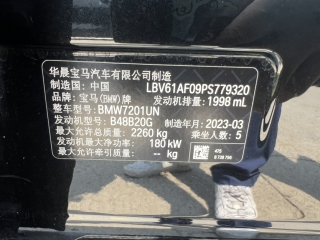 华晨宝马汽车有限公司制造
制造国：中国 LBV61AF09PS779320
品牌：宝马(BMW)牌 发动机排量：1998 mL
整车型号：BMW7201UN
发动机型号：B48B20G 制造年月：2023-03
最大允许总质量：2260 kg 乘坐人数：5
发动机最大净功率：180 kW
最大允许牵引质量：-- kg
475